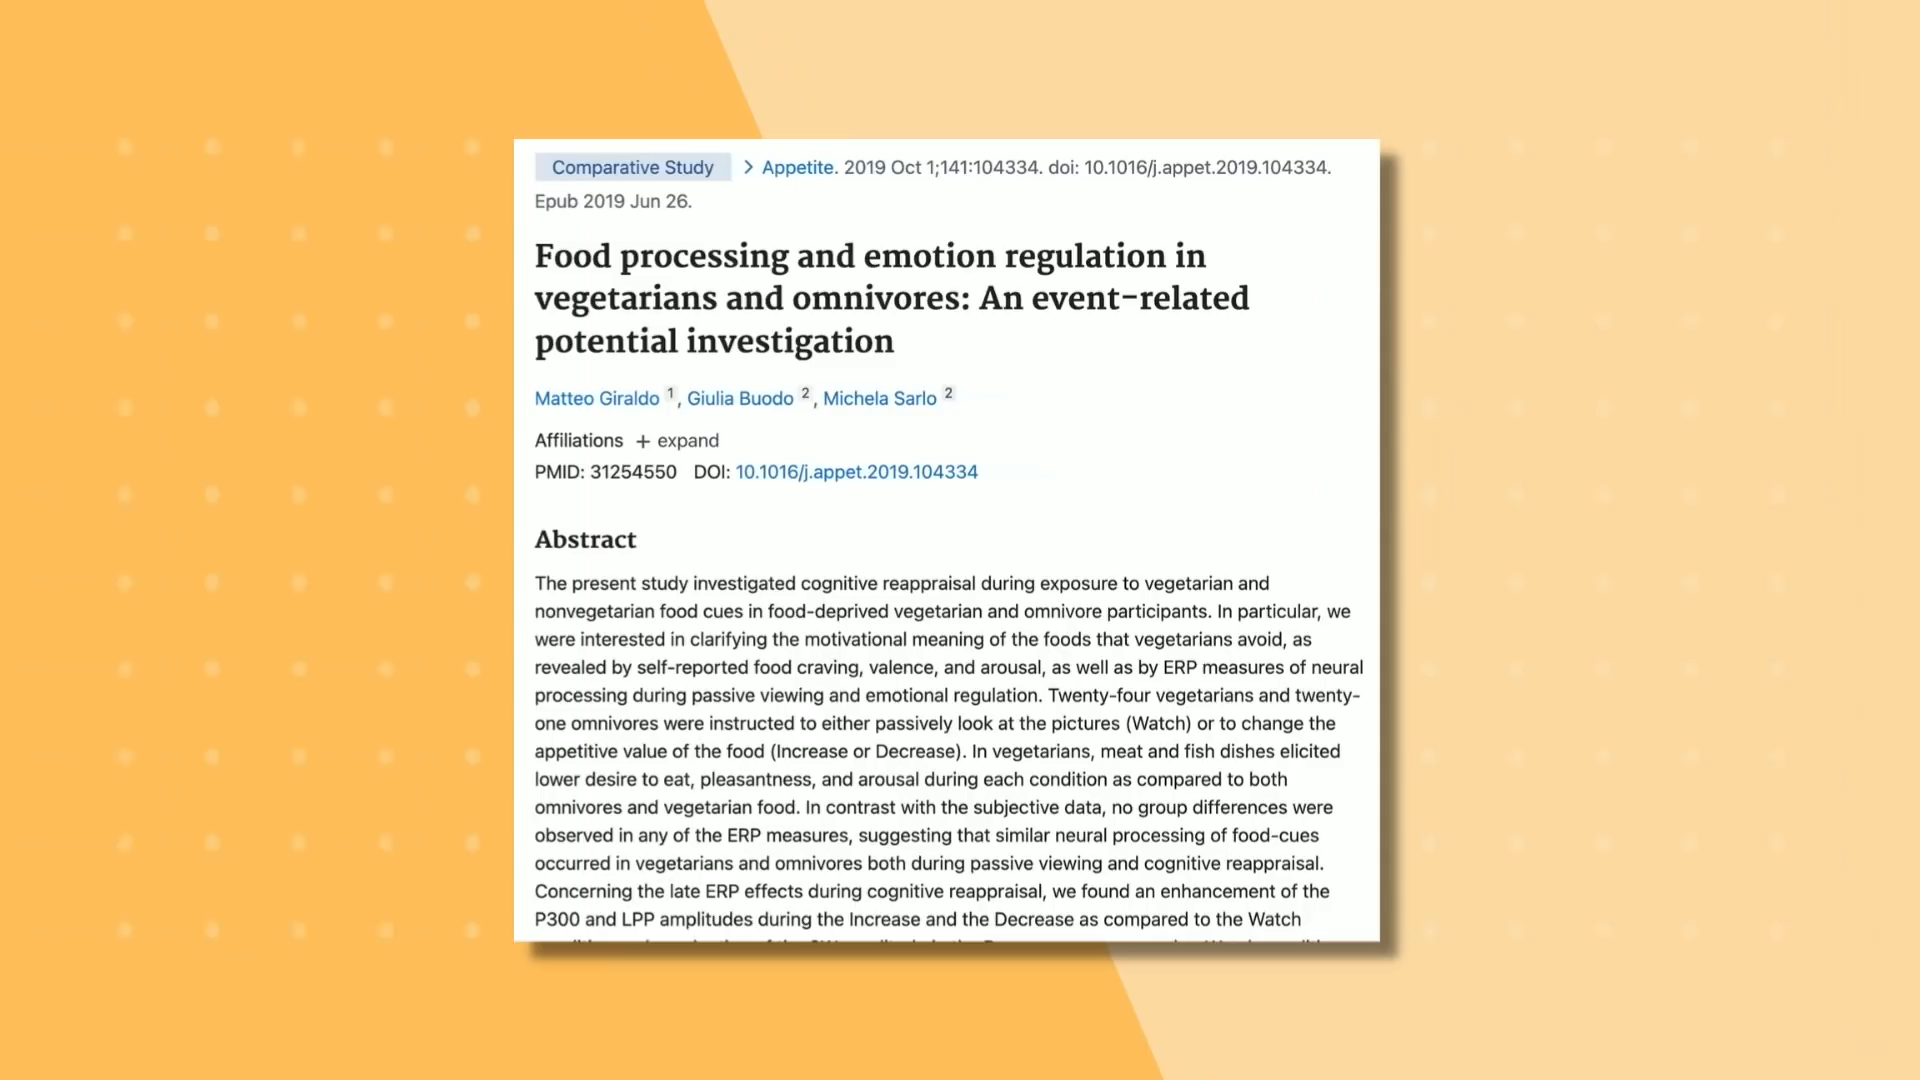 Comparative Study > Appetite. 2019 Oct 1;141:104334. doi: 10.1016/j.appet.2019.104334.
Epub 2019 Jun 26.
Food processing and emotion regulation in
vegetarians and omnivores: An event-related
potential investigation
Matteo Giraldo 1, Giulia Buodo 2, Michela Sarlo 2
Affiliations + expand
PMID: 31254550 DOI: 10.1016/j.appet.2019.104334
Abstract
The present study investigated cognitive reappraisal during exposure to vegetarian and
nonvegetarian food cues in food-deprived vegetarian and omnivore participants. In particular, we
were interested in clarifying the motivational meaning of the foods that vegetarians avoid, as
revealed by self-reported food craving, valence, and arousal, as well as by ERP measures of neural
processing during passive viewing and emotional regulation. Twenty-four vegetarians and twenty-
one omnivores were instructed to either passively look at the pictures (Watch) or to change the
appetitive value of the food (Increase or Decrease). In vegetarians, meat and fish dishes elicited
lower desire to eat, pleasantness, and arousal during each condition as compared to both
omnivores and vegetarian food. In contrast with the subjective data, no group differences were
observed in any of the ERP measures, suggesting that similar neural processing of food-cues
occurred in vegetarians and omnivores both during passive viewing and cognitive reappraisal.
Concerning the late ERP effects during cognitive reappraisal, we found an enhancement of the
P300 and LPP amplitudes during the Increase and the Decrease as compared to the Watch